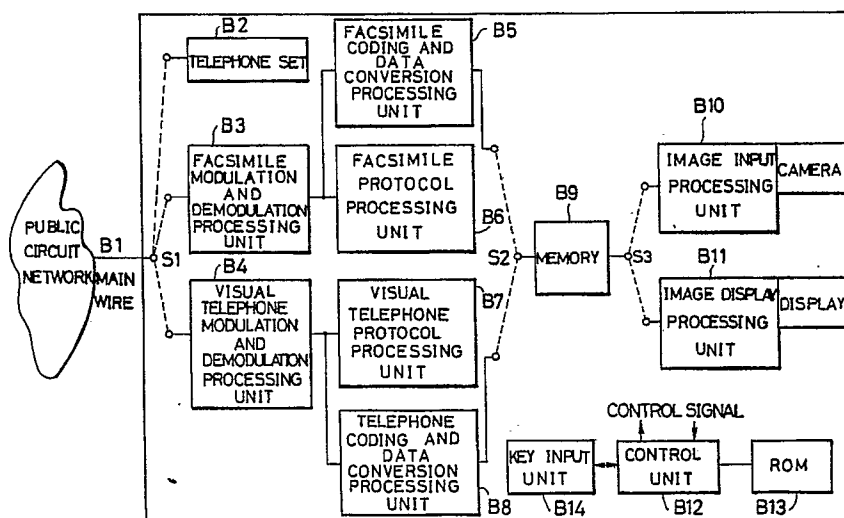 B2
TELEPHONE SET
FACSIMILE
CODING AND
DATA
CONVERSION
PROCESSING
UNIT
B5
B3
FACSIMILE
MODULATION
AND
DEMODULATION
PROCESSING
UNIT
FACSIMILE
PROTOCOL
PROCESSING
UNIT
B6
B10
IMAGE INPUT
PROCESSING
UNIT
CAMERA
PUBLIC
CIRCUIT
NETWORK
B1
MAIN
WIRE
S1
S2
B9
MEMORY
S3
B4
VISUAL
TELEPHONE
MODULATION
AND
DEMODULATION
PROCESSING
UNIT
B7
VISUAL
TELEPHONE
PROTOCOL
PROCESSING
UNIT
B11
IMAGE DISPLAY
PROCESSING
UNIT
DISPLAY
TELEPHONE
CODING AND
DATA
CONVERSION
PROCESSING
UNIT
B8
CONTROL SIGNAL
KEY INPUT
UNIT
B14
CONTROL
UNIT
B12
ROM
B13